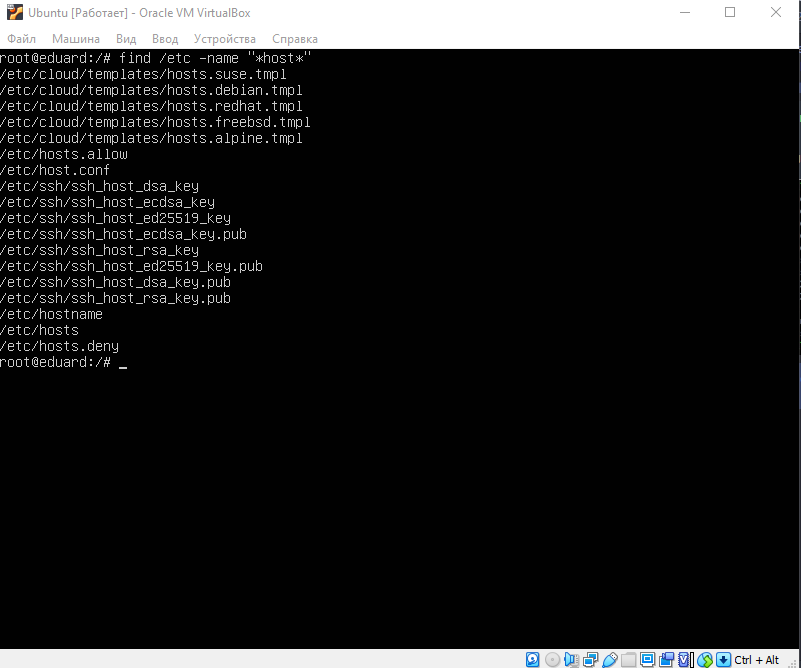 Ubuntu [Работает] - Oracle VM VirtualBox
Файл Машина Вид Ввод Устройства Справка
root@eduard:/# find /etc -name "*host*"
/etc/cloud/templates/hosts.suse.tmpl
/etc/cloud/templates/hosts.debian.tmpl
/etc/cloud/templates/hosts.redhat.tmpl
/etc/cloud/templates/hosts.freebsd.tmpl
/etc/cloud/templates/hosts.alpine.tmpl
/etc/hosts.allow
/etc/host.conf
/etc/ssh/ssh_host_dsa_key
/etc/ssh/ssh_host_ecdsa_key
/etc/ssh/ssh_host_ed25519_key
/etc/ssh/ssh_host_ecdsa_key.pub
/etc/ssh/ssh_host_rsa_key
/etc/ssh/ssh_host_ed25519_key.pub
/etc/ssh/ssh_host_dsa_key.pub
/etc/ssh/ssh_host_rsa_key.pub
/etc/hostname
/etc/hosts
/etc/hosts.deny
root@eduard:/# _
Ctrl + Alt